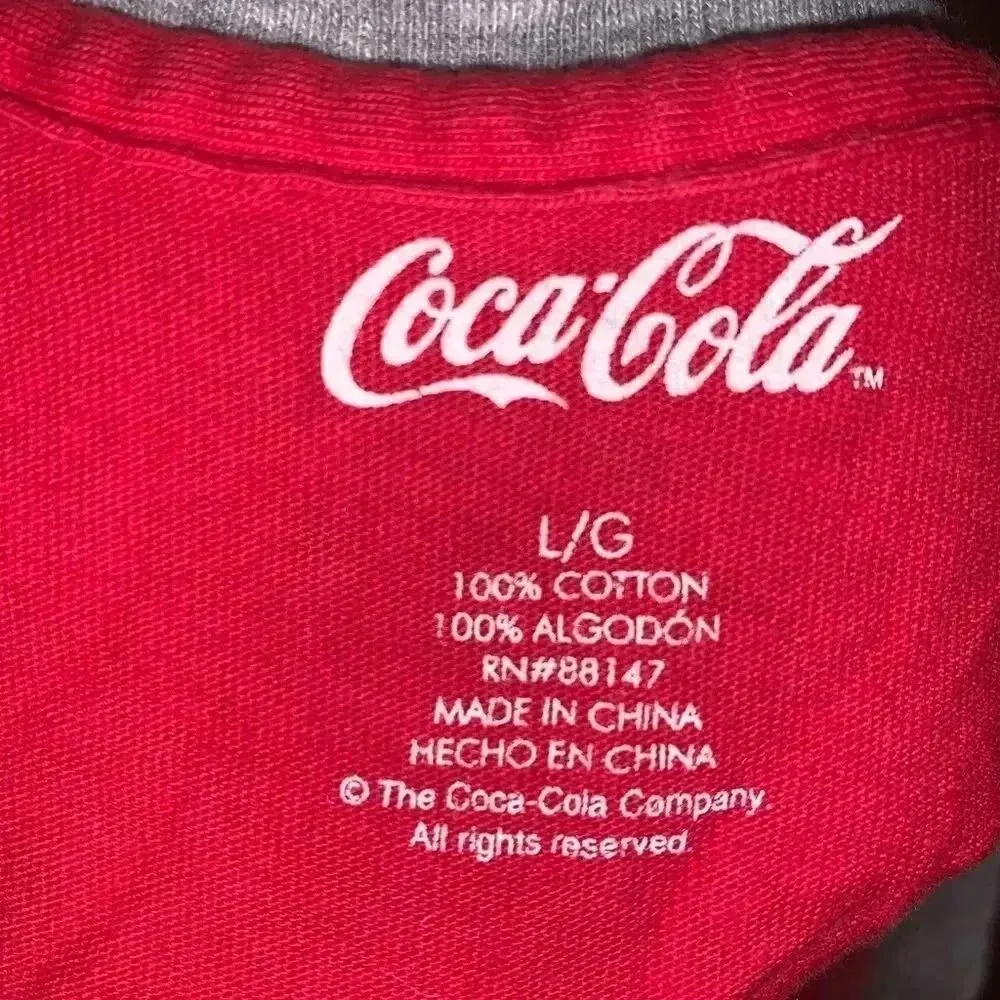 Coca-Cola™
L/G
100% COTTON
100% ALGODÓN
RN#88147
MADE IN CHINA
HECHO EN CHINA
© The Coca-Cola Company.
All rights reserved.